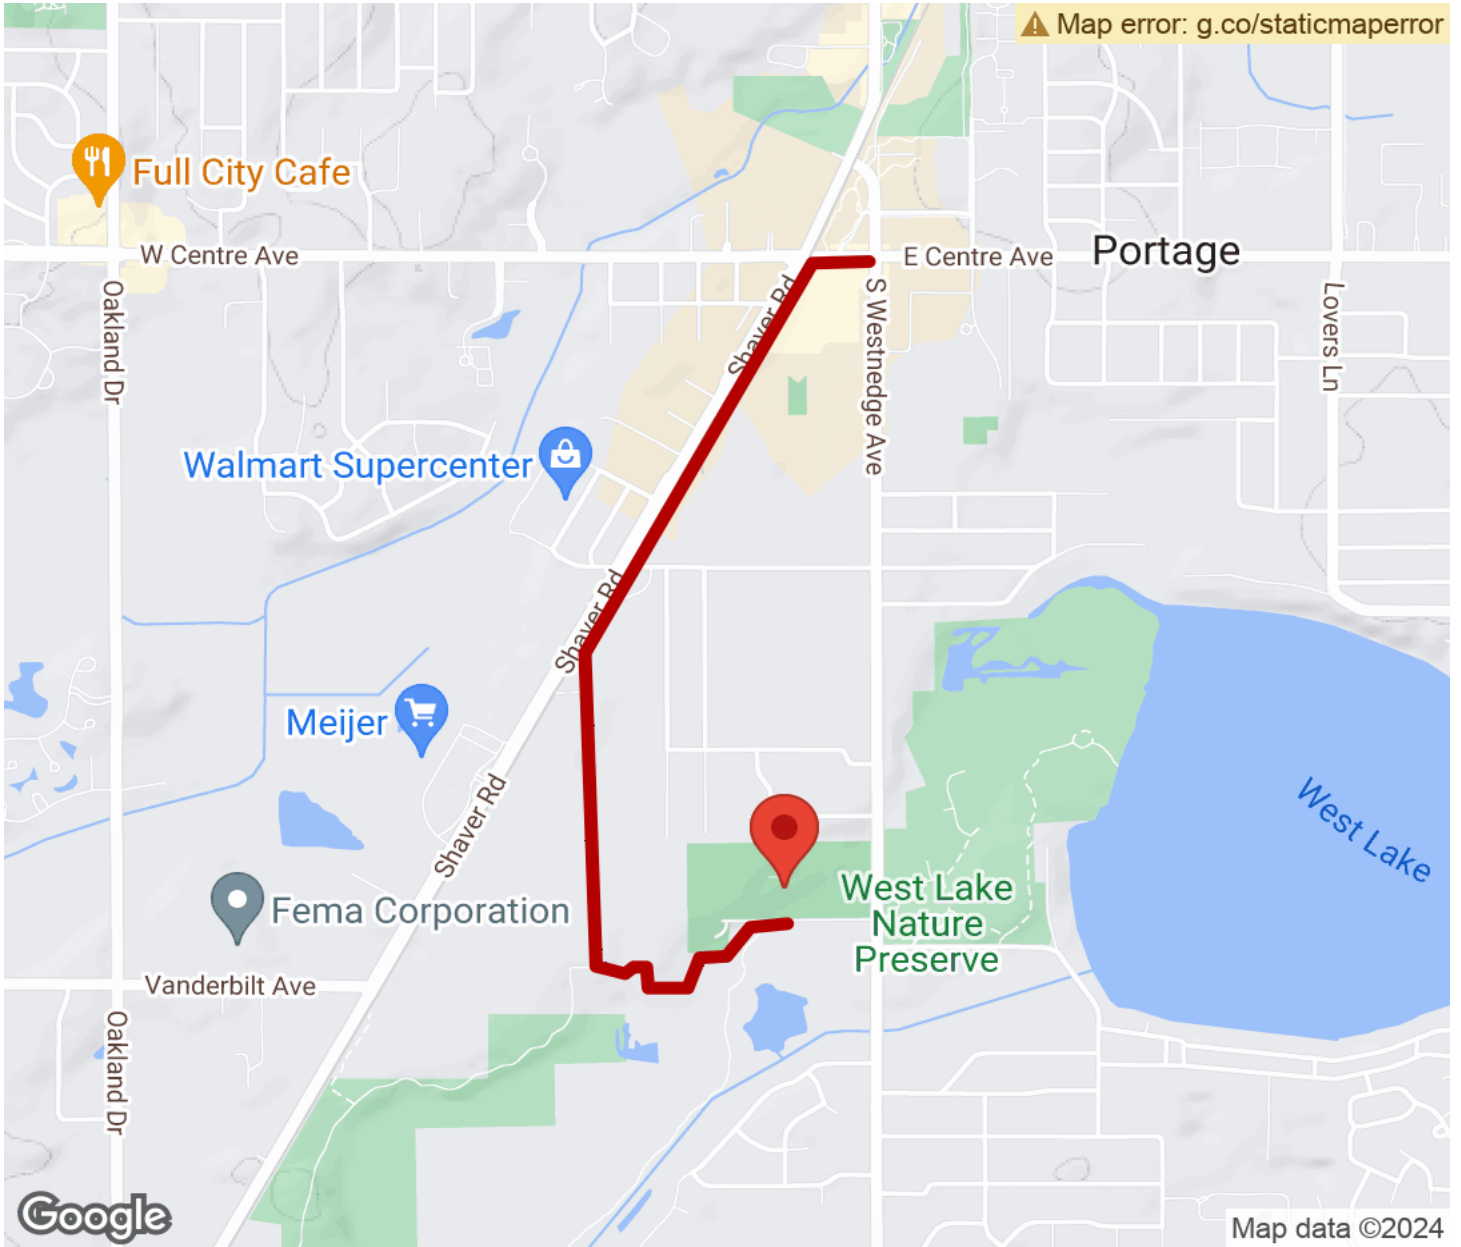 Map error: g.co/staticmaperror
Full City Cafe
W Centre Ave
E Centre Ave
Portage
Oakland Dr
Shaver Rd
S Westnedge Ave
Lovers Ln
Walmart Supercenter
Shaver Rd
Meijer
Shaver Rd
West Lake
Fema Corporation
West Lake
Nature
Preserve
Vanderbilt Ave
Oakland Dr
Google
Map data ©2024